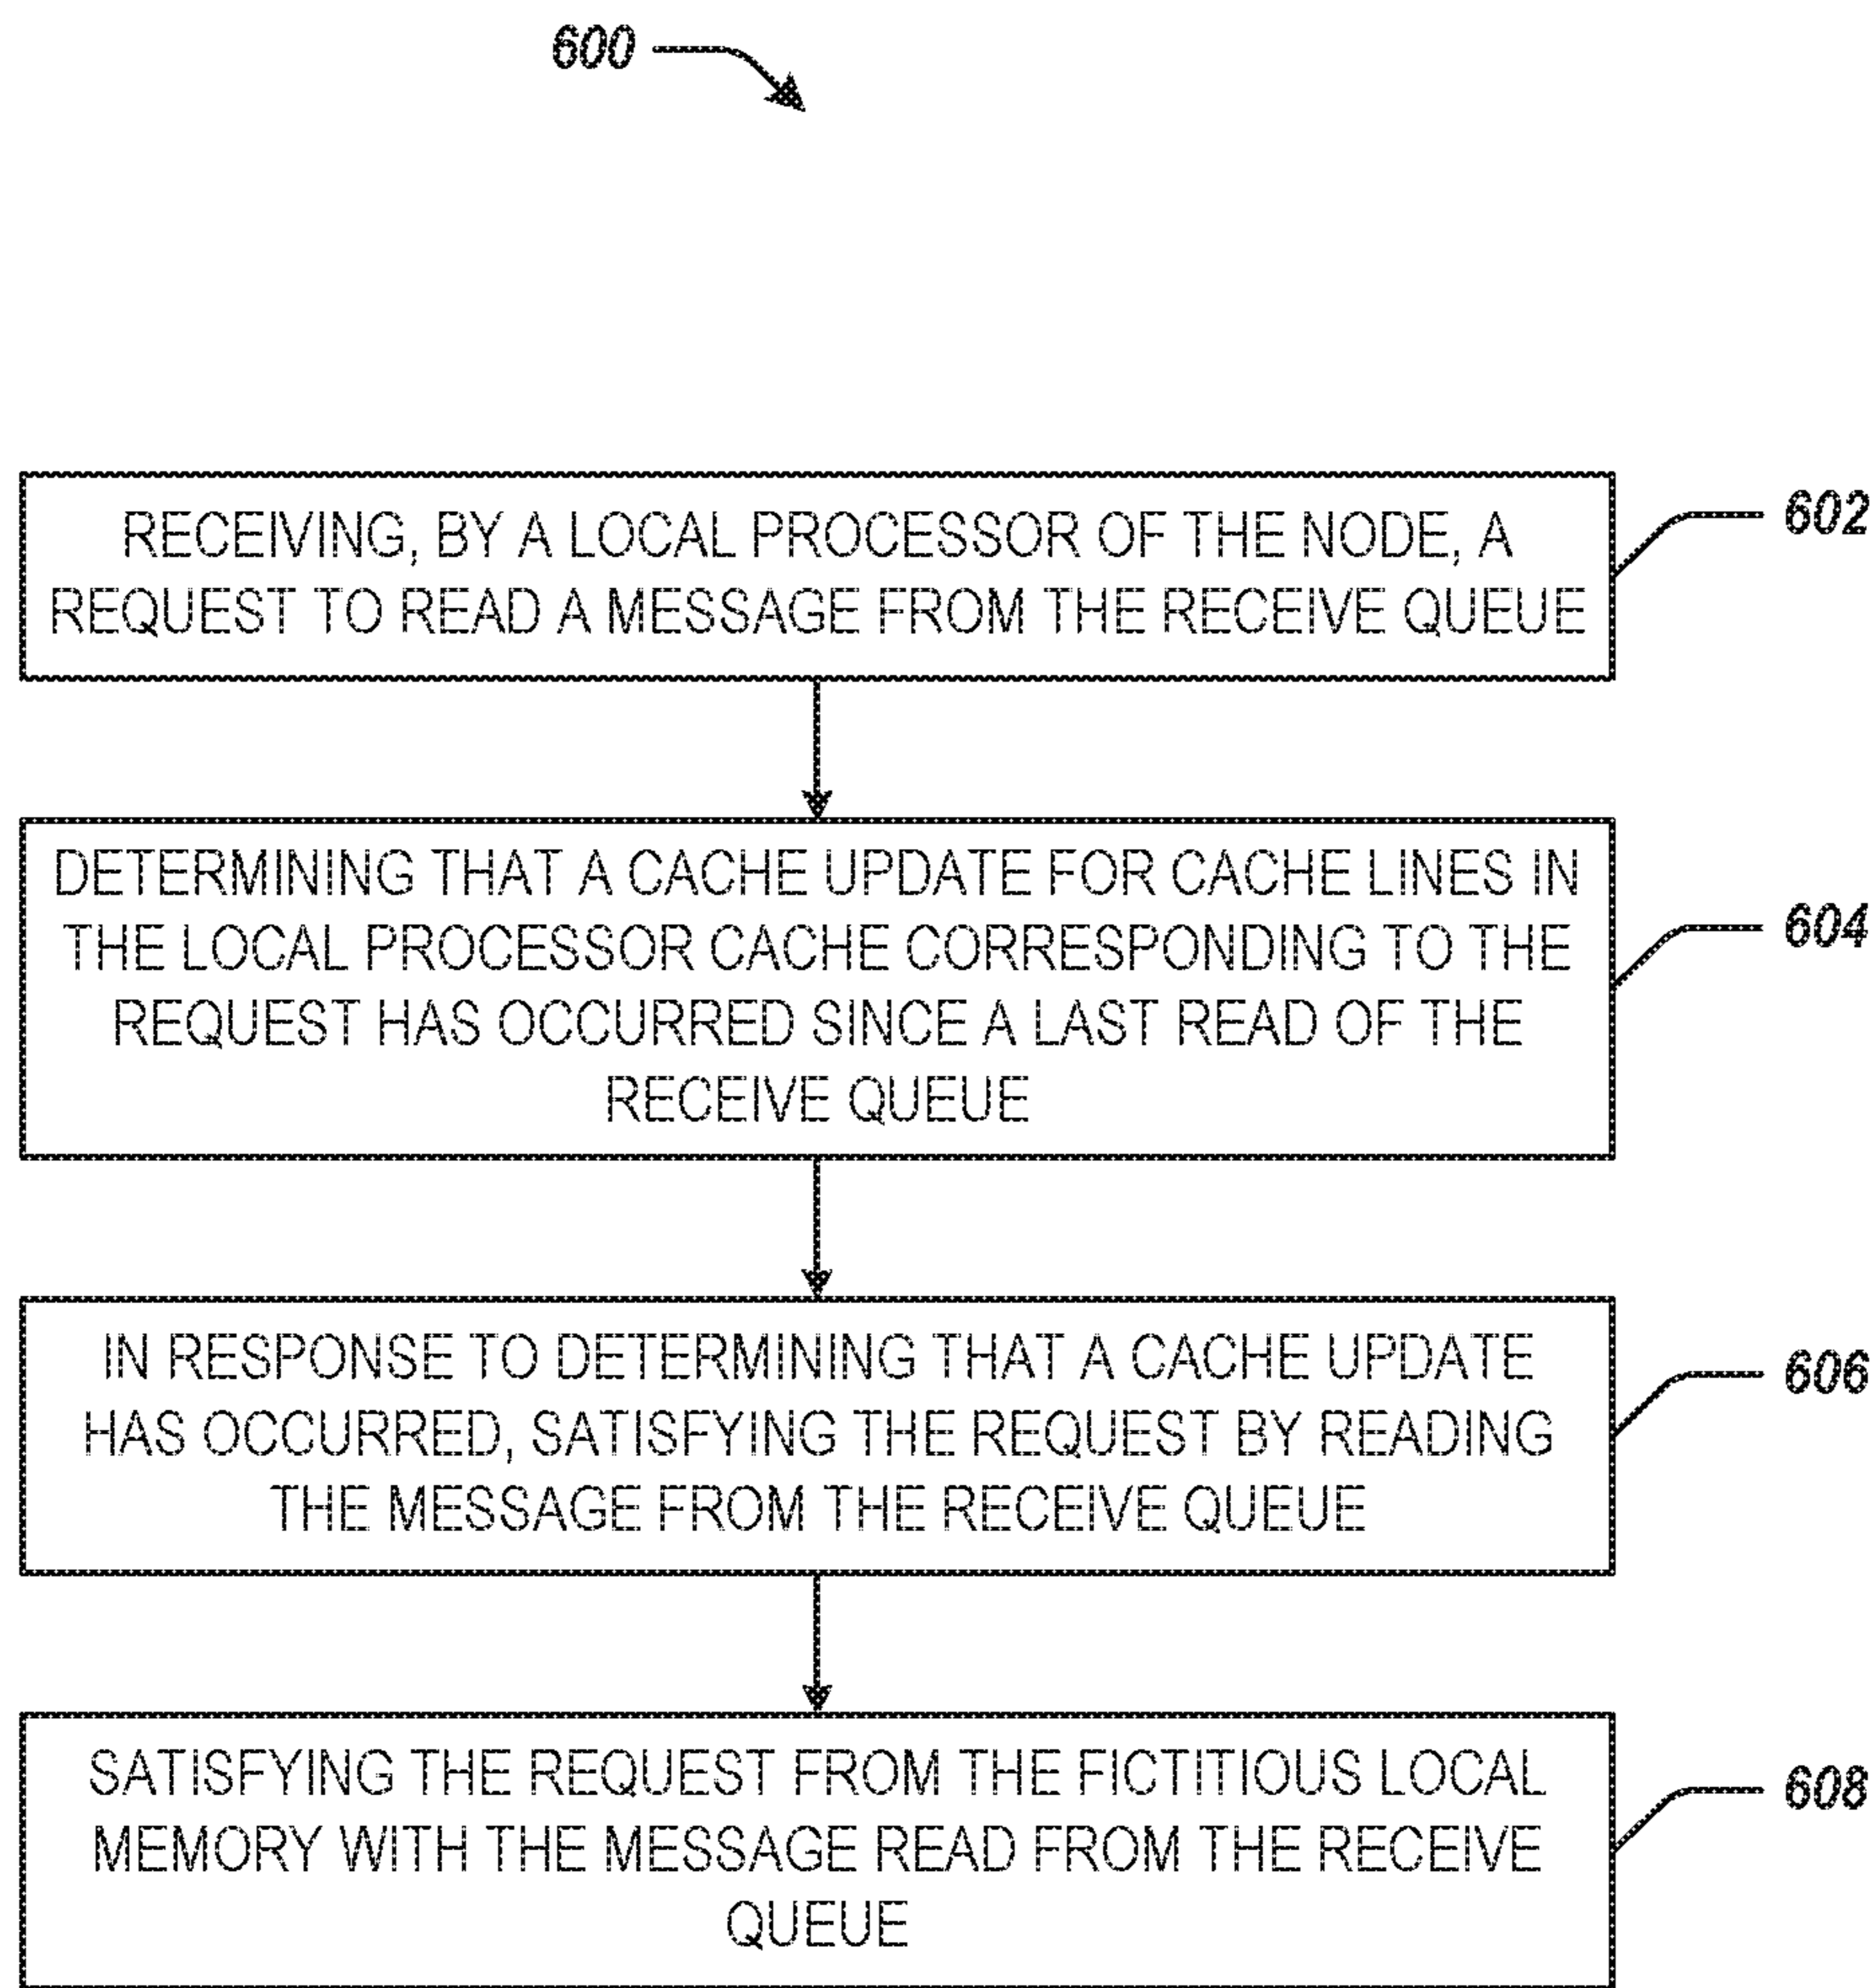 600
RECEIVING, BY A LOCAL PROCESSOR OF THE NODE, A
REQUEST TO READ A MESSAGE FROM THE RECEIVE QUEUE
602
DETERMINING THAT A CACHE UPDATE FOR CACHE LINES IN
THE LOCAL PROCESSOR CACHE CORRESPONDING TO THE
REQUEST HAS OCCURRED SINCE A LAST READ OF THE
RECEIVE QUEUE
604
IN RESPONSE TO DETERMINING THAT A CACHE UPDATE
HAS OCCURRED, SATISFYING THE REQUEST BY READING
THE MESSAGE FROM THE RECEIVE QUEUE
606
SATISFYING THE REQUEST FROM THE FICTITIOUS LOCAL
MEMORY WITH THE MESSAGE READ FROM THE RECEIVE
QUEUE
608